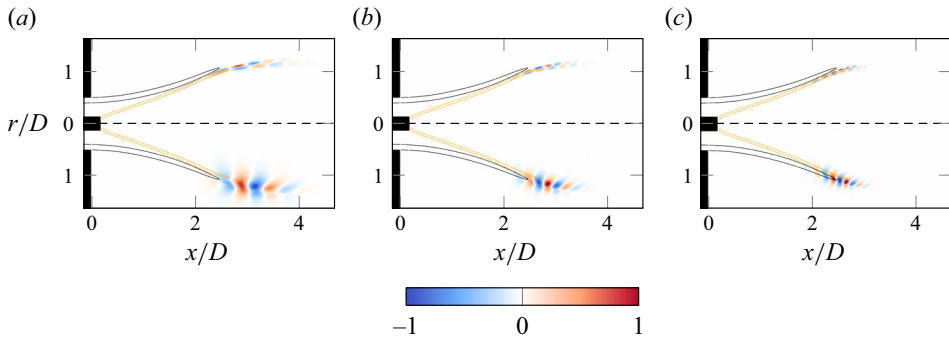 (a) (b) (c)
1 1 1
r/D 0 0 0
1 1 1
0 2 4 0 2 4 0 2 4
x/D x/D x/D
–1 0 1